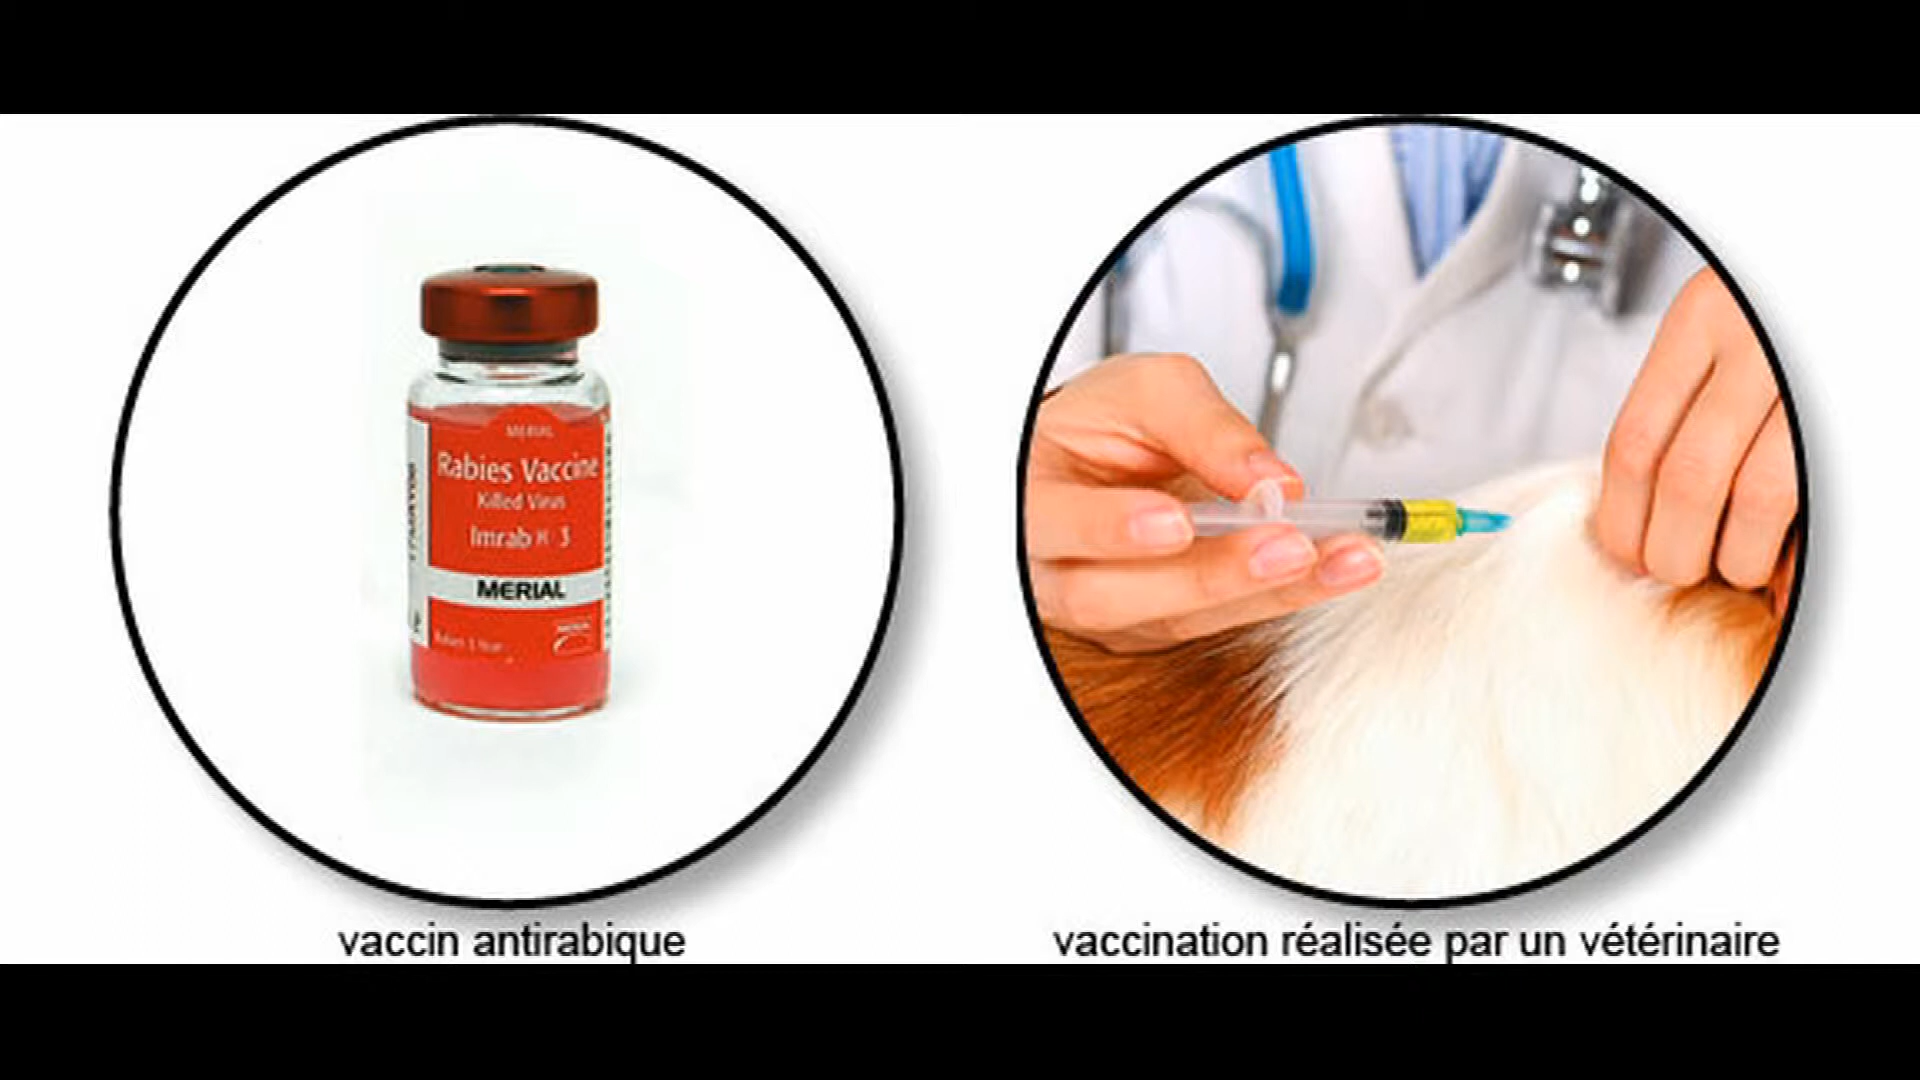 MERIAL
Rabies Vaccine
Killed Virus
Imrab® 3
MERIAL
vaccin antirabique
vaccination réalisée par un vétérinaire